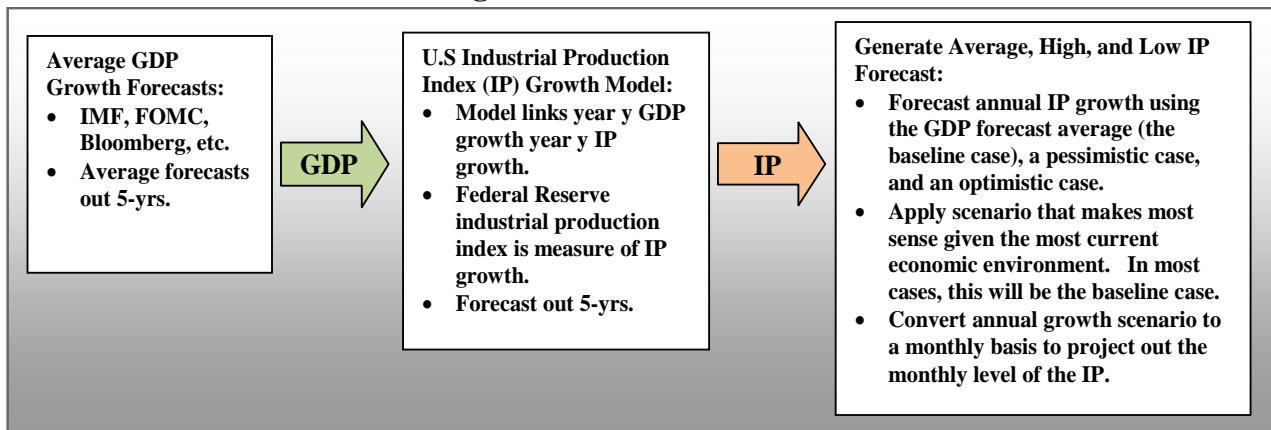 Average GDP
Growth Forecasts:
• IMF, FOMC,
Bloomberg, etc.
• Average forecasts
out 5-yrs.
GDP
U.S Industrial Production
Index (IP) Growth Model:
• Model links year y GDP
growth year y IP
growth.
• Federal Reserve
industrial production
index is measure of IP
growth.
• Forecast out 5-yrs.
IP
Generate Average, High, and Low IP
Forecast:
• Forecast annual IP growth using
the GDP forecast average (the
baseline case), a pessimistic case,
and an optimistic case.
• Apply scenario that makes most
sense given the most current
economic environment. In most
cases, this will be the baseline case.
• Convert annual growth scenario to
a monthly basis to project out the
monthly level of the IP.